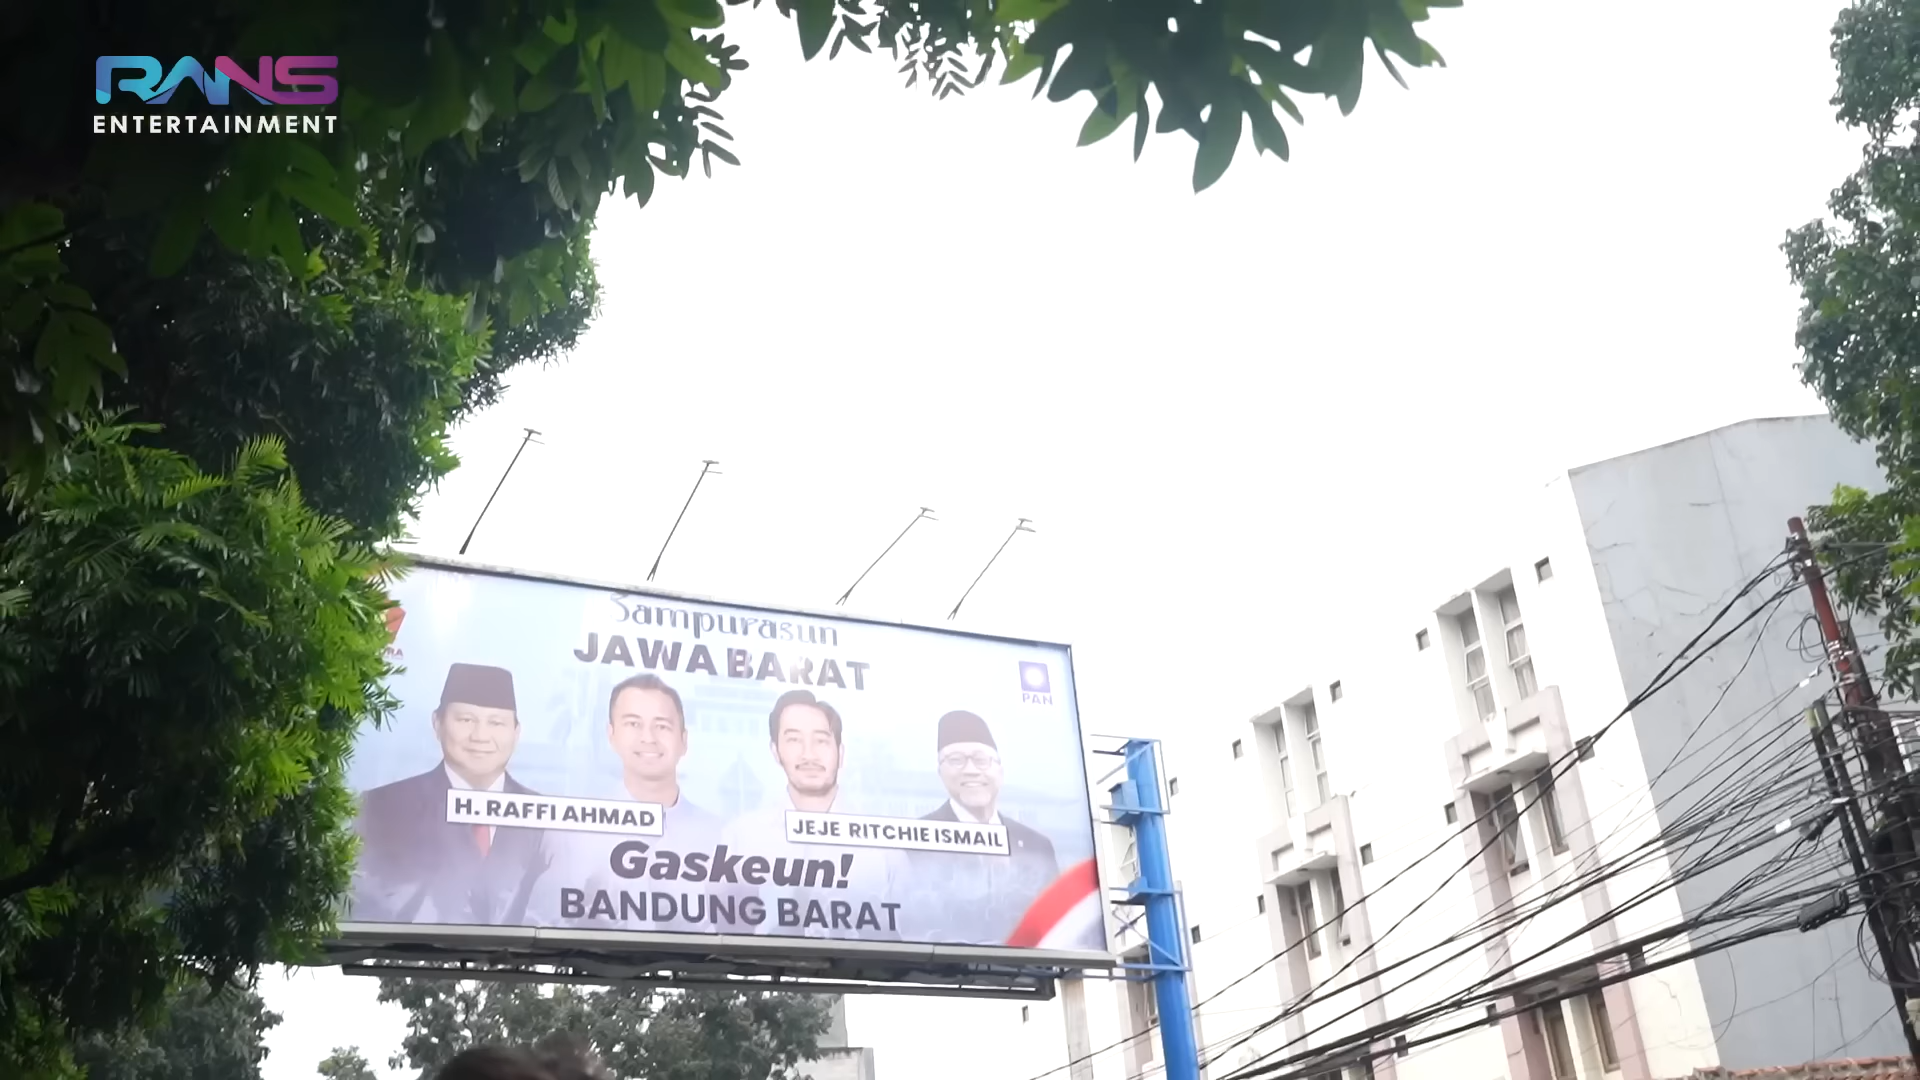 RANS
ENTERTAINMENT
Sampurasun
JAWA BARAT
PAN
H. RAFFI AHMAD
JEJE RITCHIE ISMAIL
Gaskeun!
BANDUNG BARAT